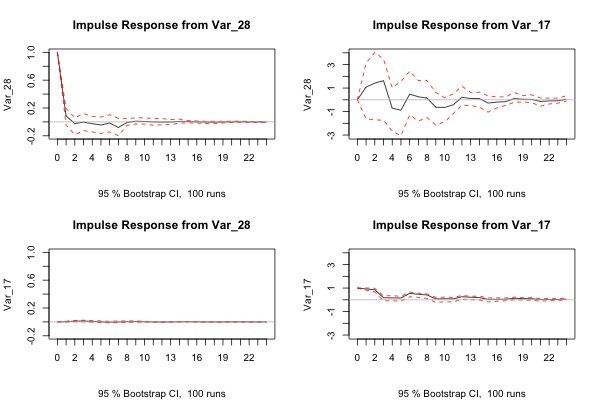 Impulse Response from Var_28
Var_28
1.0
0.6
0.2
-0.2
0 2 4 6 8 10 13 16 19 22
95 % Bootstrap CI,  100 runs
Impulse Response from Var_17
Var_28
3
1
-1
-3
0 2 4 6 8 10 13 16 19 22
95 % Bootstrap CI,  100 runs
Impulse Response from Var_28
Var_17
1.0
0.6
0.2
-0.2
0 2 4 6 8 10 13 16 19 22
95 % Bootstrap CI,  100 runs
Impulse Response from Var_17
Var_17
3
1
-1
-3
0 2 4 6 8 10 13 16 19 22
95 % Bootstrap CI,  100 runs